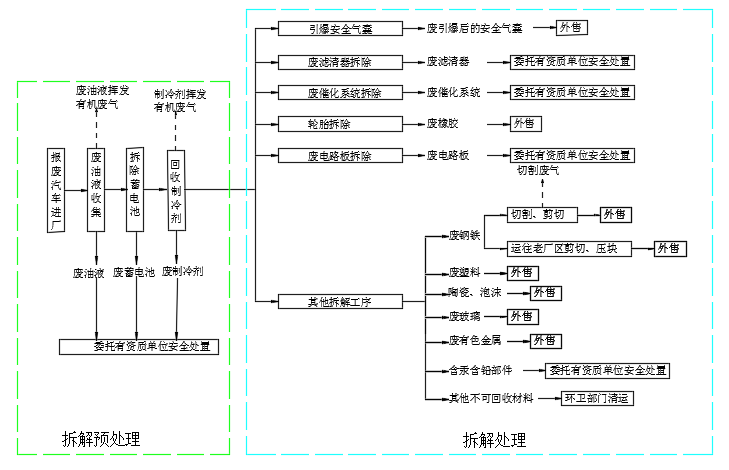 废油液挥发
有机废气
制冷剂挥发
有机废气
报废汽车进厂
废油液收集
拆除蓄电池
回收制冷剂
废油液
废蓄电池
废制冷剂
委托有资质单位安全处置
拆解预处理
引爆安全气囊
废引爆后的安全气囊
外售
废滤清器拆除
废滤清器
委托有资质单位安全处置
废催化系统拆除
废催化系统
委托有资质单位安全处置
轮胎拆除
废橡胶
外售
废电路板拆除
废电路板
委托有资质单位安全处置
切割废气
其他拆解工序
废钢铁
切割、剪切
外售
运往老厂区剪切、压块
外售
废塑料
外售
陶瓷、泡沫
外售
废玻璃
外售
废有色金属
外售
含汞含铅部件
委托有资质单位安全处置
其他不可回收材料
环卫部门清运
拆解处理